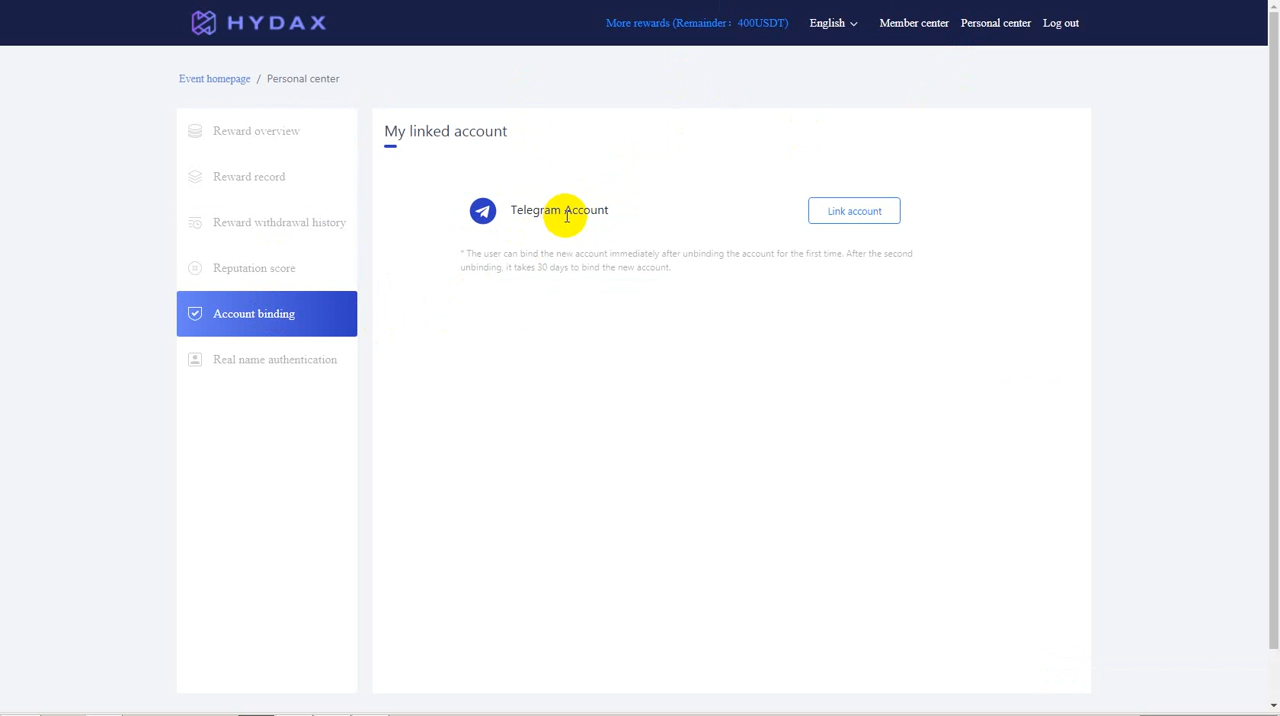 HYDAX
More rewards (Remainder : 400USDT)
English
Member center
Personal center
Log out
Event homepage / Personal center
Reward overview
Reward record
Reward withdrawal history
Reputation score
Account binding
Real name authentication
My linked account
Telegram Account
Link account
* The user can bind the new account immediately after unbinding the account for the first time. After the second
unbinding, it takes 30 days to bind the new account.